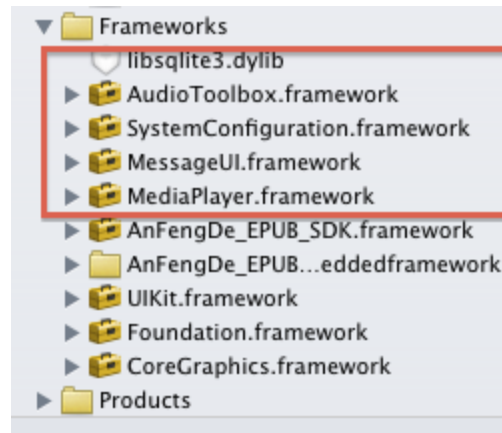 Frameworks
libsqlite3.dylib
AudioToolbox.framework
SystemConfiguration.framework
MessageUI.framework
MediaPlayer.framework
AnFengDe_EPUB_SDK.framework
AnFengDe_EPUB...eddedframework
UIKit.framework
Foundation.framework
CoreGraphics.framework
Products